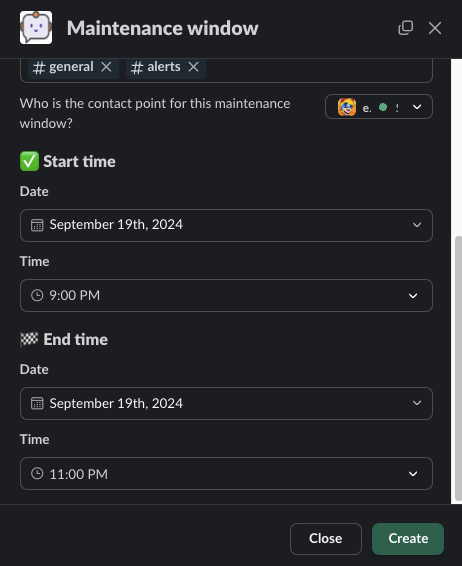 Maintenance window
# general
# alerts
Who is the contact point for this maintenance
window?
e.
Start time
Date
September 19th, 2024
Time
9:00 PM
End time
Date
September 19th, 2024
Time
11:00 PM
Close
Create